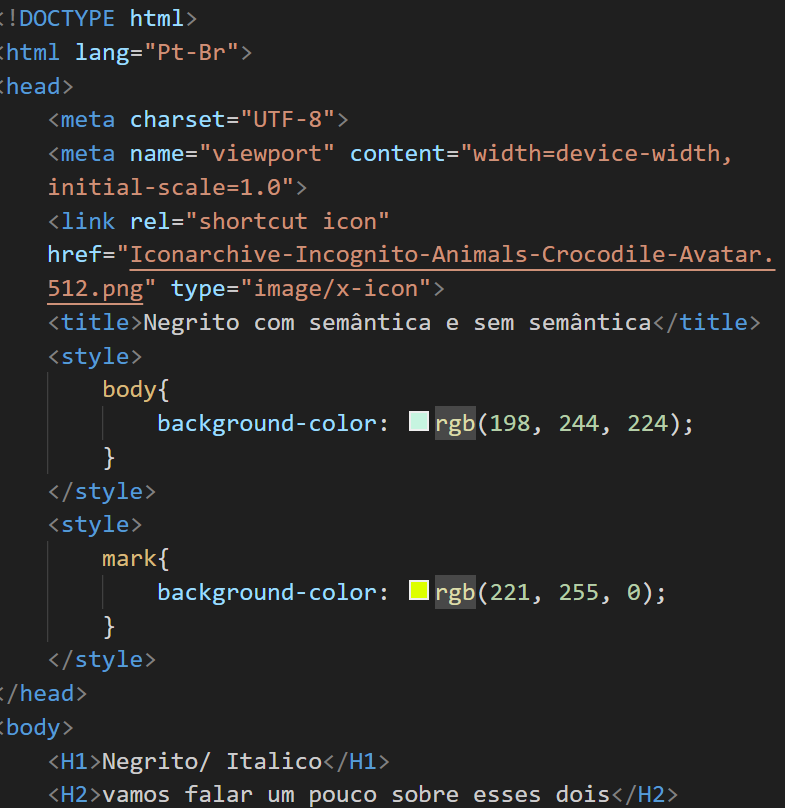 <!DOCTYPE html>
<html lang="Pt-Br">
<head>
    <meta charset="UTF-8">
    <meta name="viewport" content="width=device-width,
    initial-scale=1.0">
    <link rel="shortcut icon"
    href="Iconarchive-Incognito-Animals-Crocodile-Avatar.
    512.png" type="image/x-icon">
    <title>Negrito com semântica e sem semântica</title>
    <style>
        body{
            background-color: rgb(198, 244, 224);
        }
    </style>
    <style>
        mark{
            background-color: rgb(221, 255, 0);
        }
    </style>
</head>
<body>
    <H1>Negrito/ Italico</H1>
    <H2>vamos falar um pouco sobre esses dois</H2>